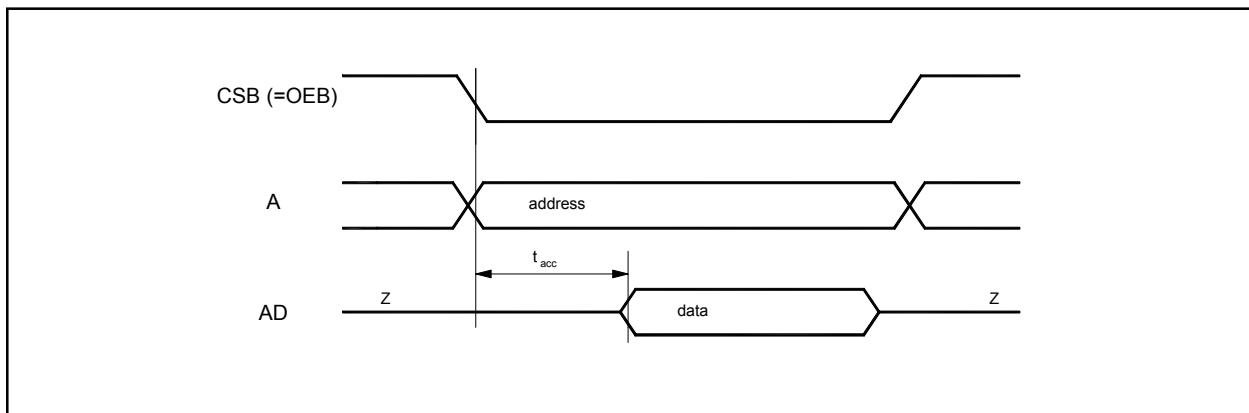 CSB (=OEB)
A
address
t acc
Z
Z
AD
data